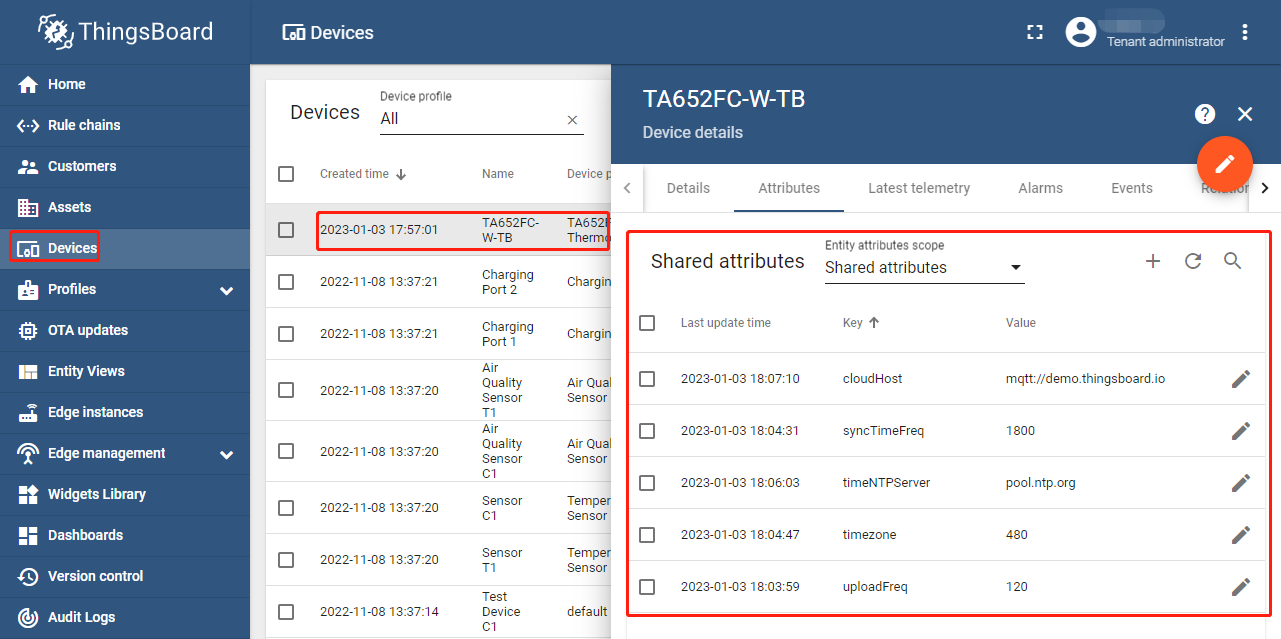 ThingsBoard
Devices
Tenant administrator
Home
Rule chains
Customers
Assets
Devices
Profiles
OTA updates
Entity Views
Edge instances
Edge management
Widgets Library
Dashboards
Version control
Audit Logs
Devices
Device profile
All
Created time
Name
Device p
2023-01-03 17:57:01
TA652FC-
W-TB
TA652F
Thermo
2022-11-08 13:37:21
Charging
Port 2
Chargin
2022-11-08 13:37:21
Charging
Port 1
Chargin
2022-11-08 13:37:20
Air
Quality
Sensor
T1
Air Qual
Sensor
2022-11-08 13:37:20
Air
Quality
Sensor
C1
Air Qual
Sensor
2022-11-08 13:37:20
Sensor
C1
Temper
Sensor
2022-11-08 13:37:20
Sensor
T1
Temper
Sensor
2022-11-08 13:37:14
Test
Device
C1
default
TA652FC-W-TB
Device details
?
Details
Attributes
Latest telemetry
Alarms
Events
Relation
Shared attributes
Entity attributes scope
Shared attributes
Last update time
Key
Value
2023-01-03 18:07:10
cloudHost
mqtt://demo.thingsboard.io
2023-01-03 18:04:31
syncTimeFreq
1800
2023-01-03 18:06:03
timeNTPServer
pool.ntp.org
2023-01-03 18:04:47
timezone
480
2023-01-03 18:03:59
uploadFreq
120